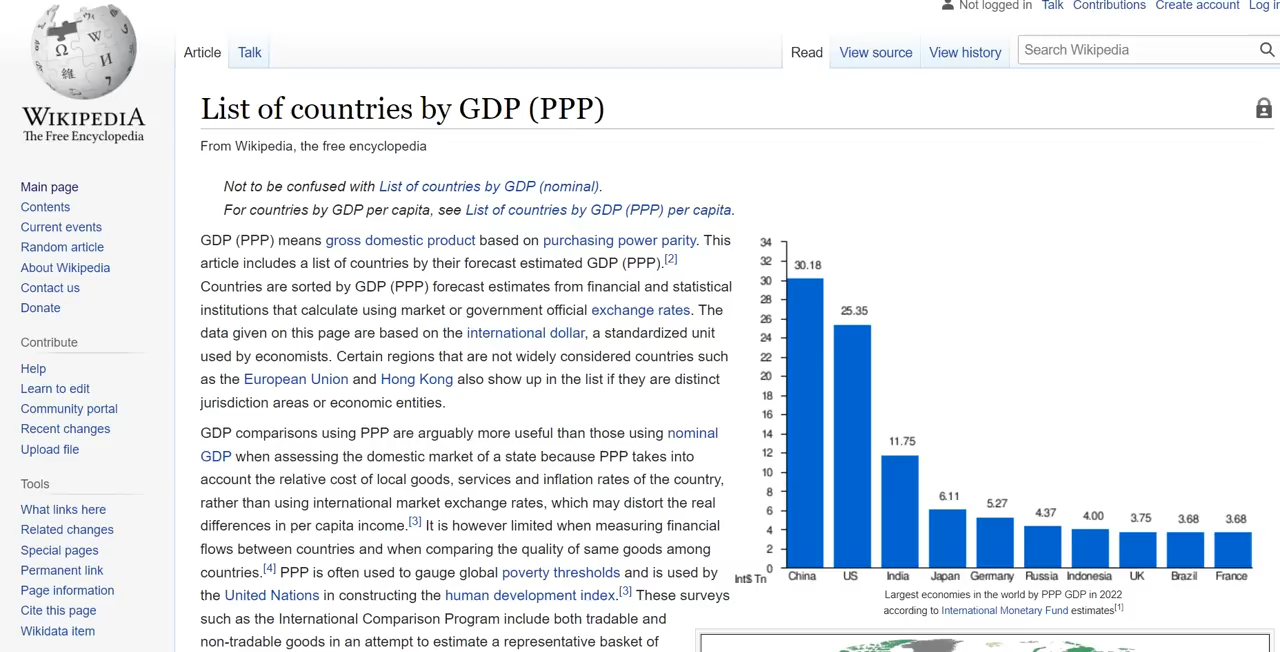 Not logged in Talk Contributions Create account Log in
Article Talk Read View source View history Search Wikipedia
WIKIPEDIA
The Free Encyclopedia
Main page
Contents
Current events
Random article
About Wikipedia
Contact us
Donate
Contribute
Help
Learn to edit
Community portal
Recent changes
Upload file
Tools
What links here
Related changes
Special pages
Permanent link
Page information
Cite this page
Wikidata item
List of countries by GDP (PPP)
From Wikipedia, the free encyclopedia
Not to be confused with List of countries by GDP (nominal).
For countries by GDP per capita, see List of countries by GDP (PPP) per capita.
GDP (PPP) means gross domestic product based on purchasing power parity. This
article includes a list of countries by their forecast estimated GDP (PPP).[2]
Countries are sorted by GDP (PPP) forecast estimates from financial and statistical
institutions that calculate using market or government official exchange rates. The
data given on this page are based on the international dollar, a standardized unit
used by economists. Certain regions that are not widely considered countries such
as the European Union and Hong Kong also show up in the list if they are distinct
jurisdiction areas or economic entities.
GDP comparisons using PPP are arguably more useful than those using nominal
GDP when assessing the domestic market of a state because PPP takes into
account the relative cost of local goods, services and inflation rates of the country,
rather than using international market exchange rates, which may distort the real
differences in per capita income.[3] It is however limited when measuring financial
flows between countries and when comparing the quality of same goods among
countries.[4] PPP is often used to gauge global poverty thresholds and is used by
the United Nations in constructing the human development index.[3] These surveys
such as the International Comparison Program include both tradable and
non-tradable goods in an attempt to estimate a representative basket of
34
32
30
28
26
24
22
20
18
16
14
12
10
8
6
4
2
0
30.18
25.35
11.75
6.11
5.27
4.37
4.00
3.75
3.68
3.68
Int$ Tn China US India Japan Germany Russia Indonesia UK Brazil France
Largest economies in the world by PPP GDP in 2022
according to International Monetary Fund estimates[1]